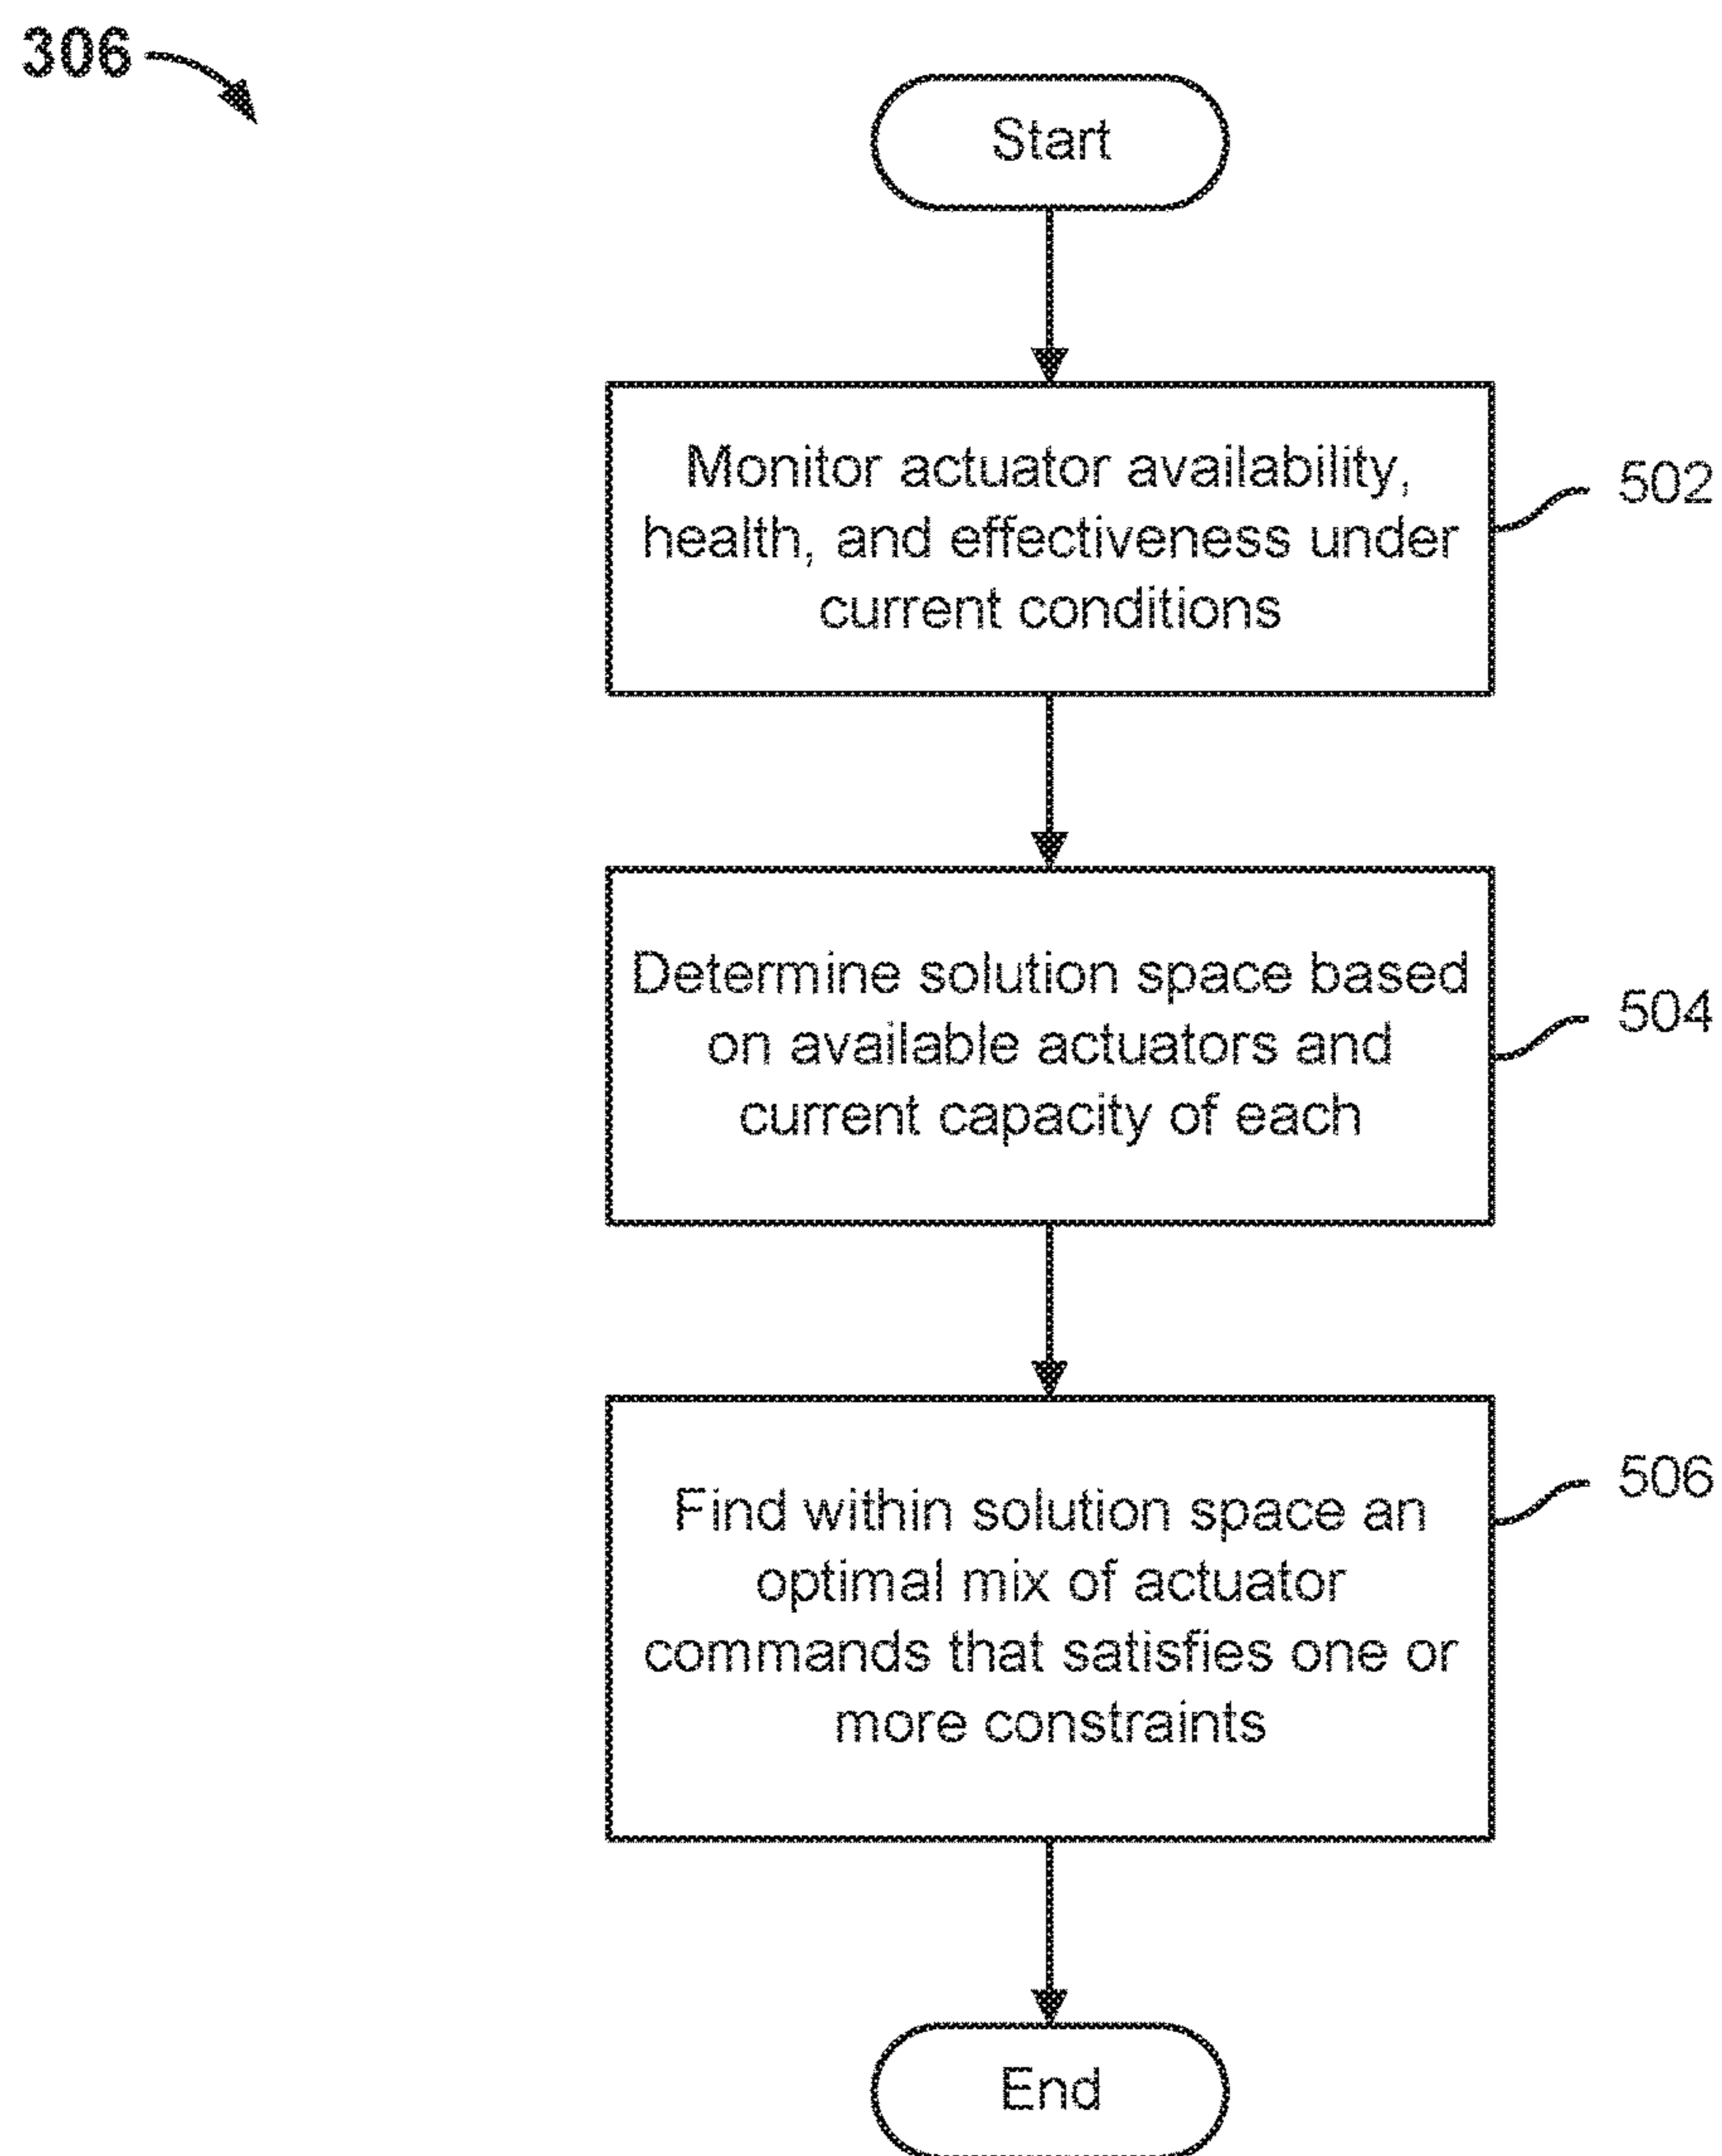 306
Start
Monitor actuator availability,
health, and effectiveness under
current conditions
502
Determine solution space based
on available actuators and
current capacity of each
504
Find within solution space an
optimal mix of actuator
commands that satisfies one or
more constraints
506
End